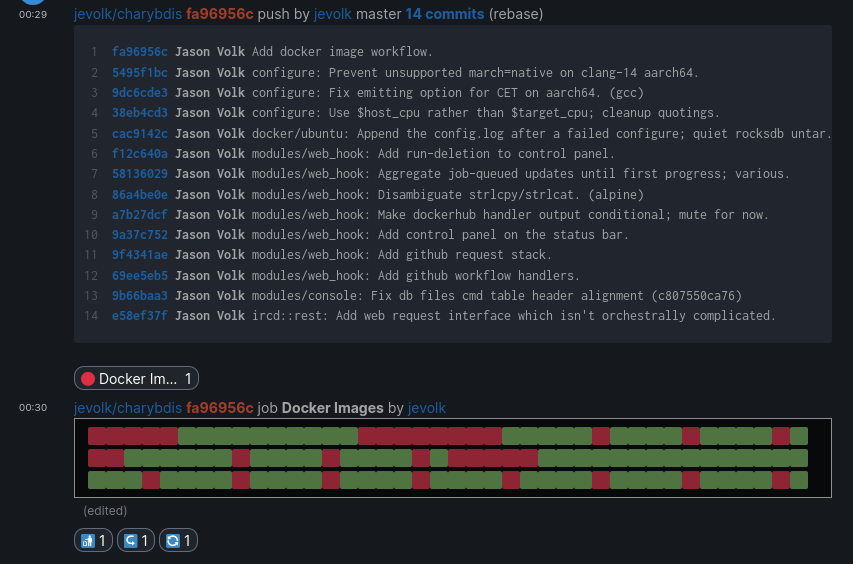 00:29 jevolk/charybdis fa96956c push by jevolk master 14 commits (rebase)
1 fa96956c Jason Volk Add docker image workflow.
2 5495f1bc Jason Volk configure: Prevent unsupported march=native on clang-14 aarch64.
3 9dc6cde3 Jason Volk configure: Fix emitting option for CET on aarch64. (gcc)
4 38eb4cd3 Jason Volk configure: Use $host_cpu rather than $target_cpu; cleanup quotings.
5 cac9142c Jason Volk docker/ubuntu: Append the config.log after a failed configure; quiet rocksdb untar.
6 f12c640a Jason Volk modules/web_hook: Add run-deletion to control panel.
7 58136029 Jason Volk modules/web_hook: Aggregate job-queued updates until first progress; various.
8 86a4be0e Jason Volk modules/web_hook: Disambiguate strlcpy/strlcat. (alpine)
9 a7b27dcf Jason Volk modules/web_hook: Make dockerhub handler output conditional; mute for now.
10 9a37c752 Jason Volk modules/web_hook: Add control panel on the status bar.
11 9f4341ae Jason Volk modules/web_hook: Add github request stack.
12 69ee5eb5 Jason Volk modules/web_hook: Add github workflow handlers.
13 9b66baa3 Jason Volk modules/console: Fix db files cmd table header alignment (c807550ca76)
14 e58ef37f Jason Volk ircd::rest: Add web request interface which isn't orchestrally complicated.
Docker Im... 1
00:30 jevolk/charybdis fa96956c job Docker Images by jevolk
(edited)
1 1 1